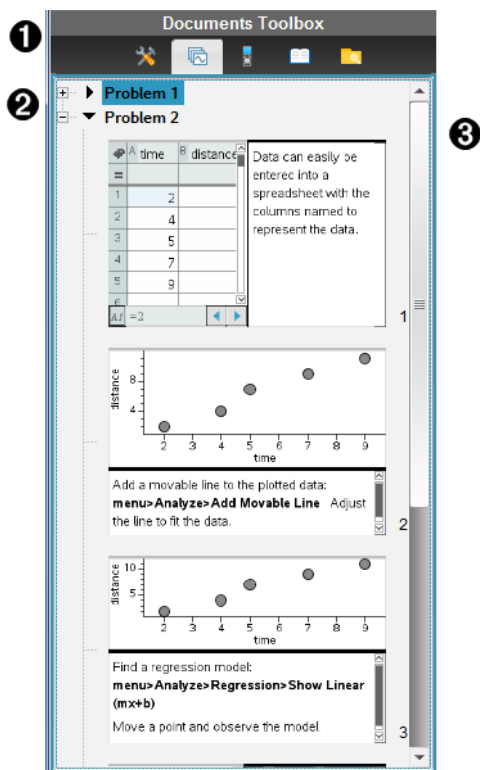 ❶
Documents Toolbox
❷
Problem 1
Problem 2
❸
A time B distance
=
1 2
2 4
3 5
4 7
5 9
6
A1 =2
Data can easily be
entered into a
spreadsheet with the
columns named to
represent the data.
1
distance
8
4
2 3 4 5 6 7 8 9
time
Add a movable line to the plotted data:
menu>Analyze>Add Movable Line Adjust
the line to fit the data.
2
distance
10
5
2 3 4 5 6 7 8 9
time
Find a regression model:
menu>Analyze>Regression>Show Linear
(mx+b)
Move a point and observe the model.
3